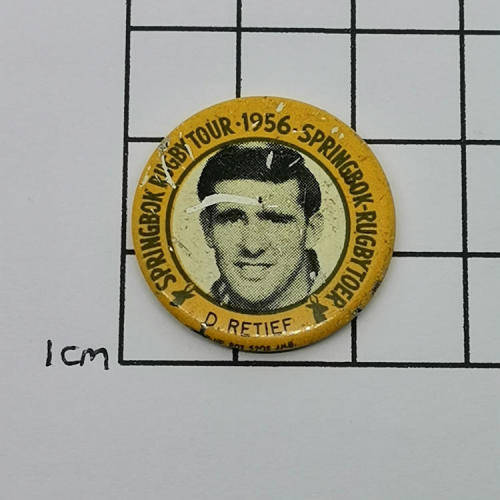 SPRINGBOK RUGBY TOUR · 1956 · SPRINGBOK-RUGBYTOER
D. RETIEF
1cm